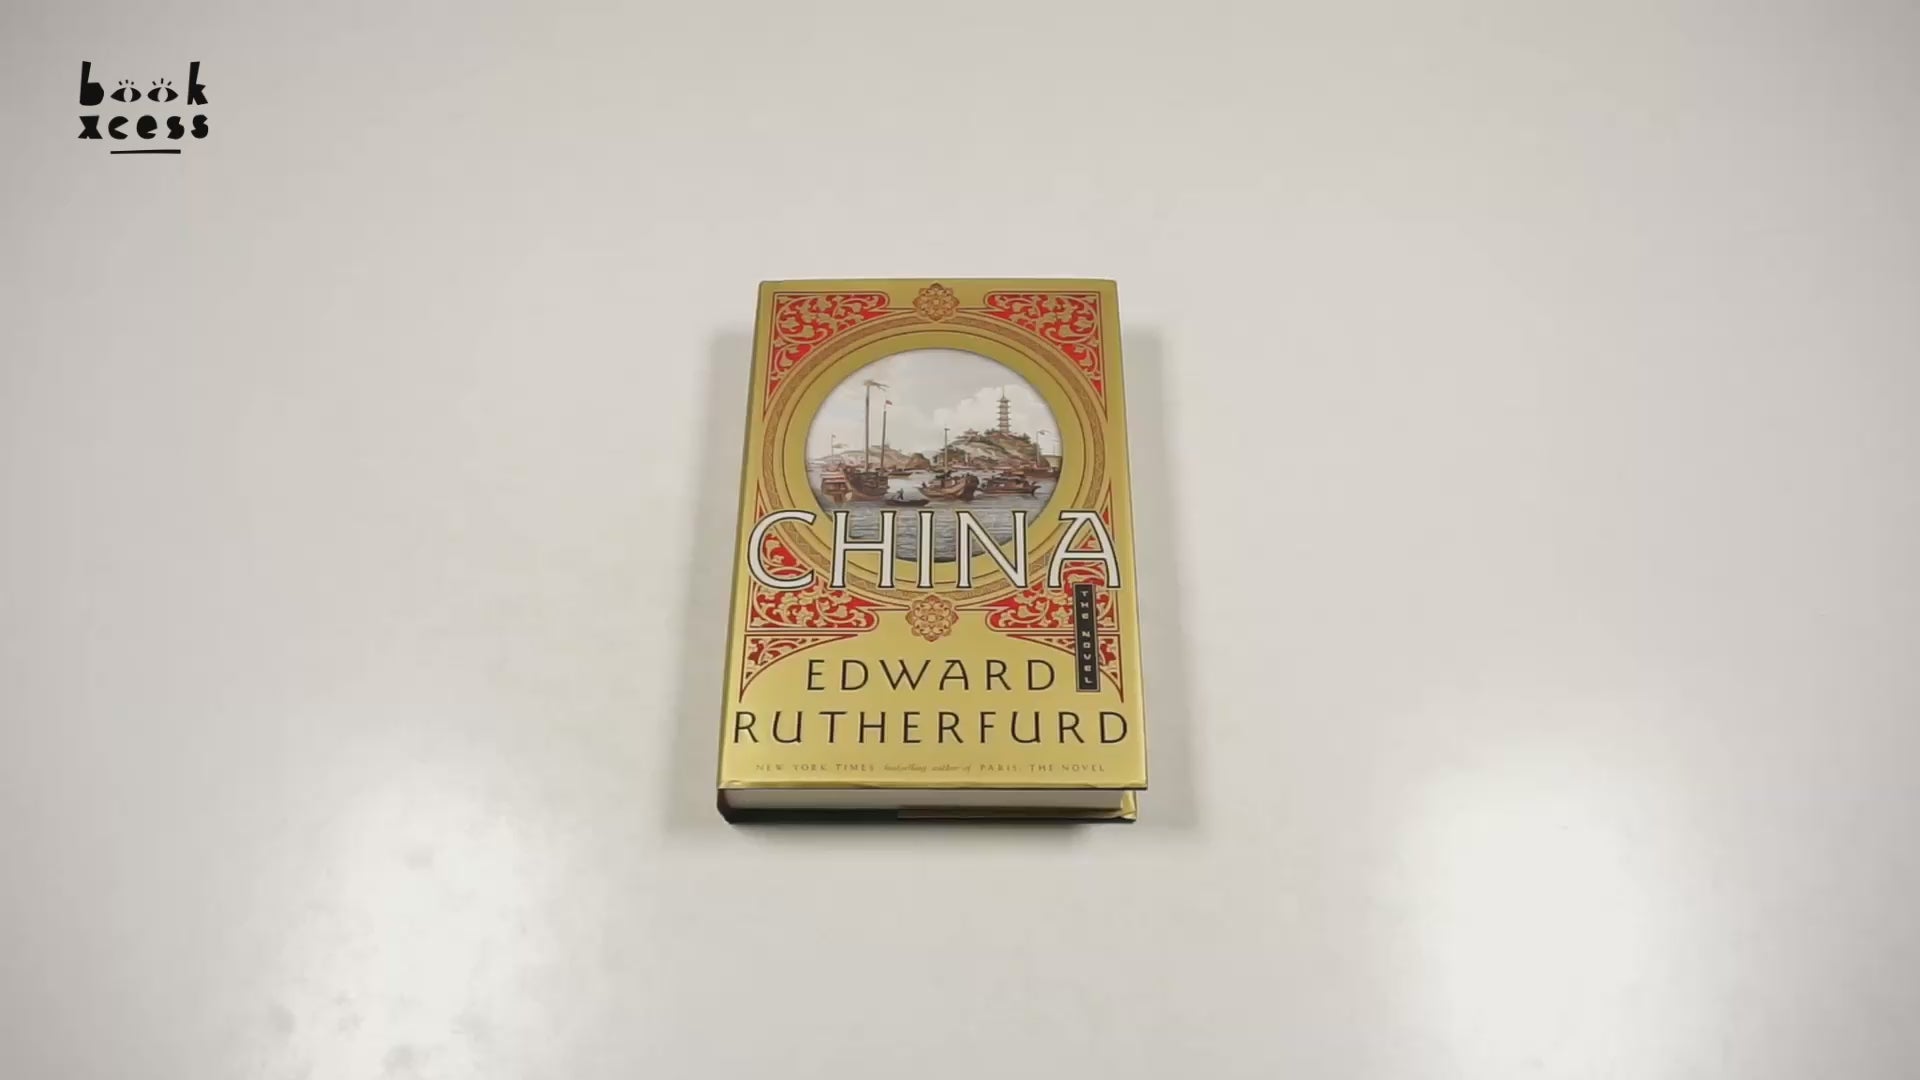 book
xcess
CHINA
THE NOVEL
EDWARD
RUTHERFURD
NEW YORK TIMES bestselling author of PARIS: THE NOVEL